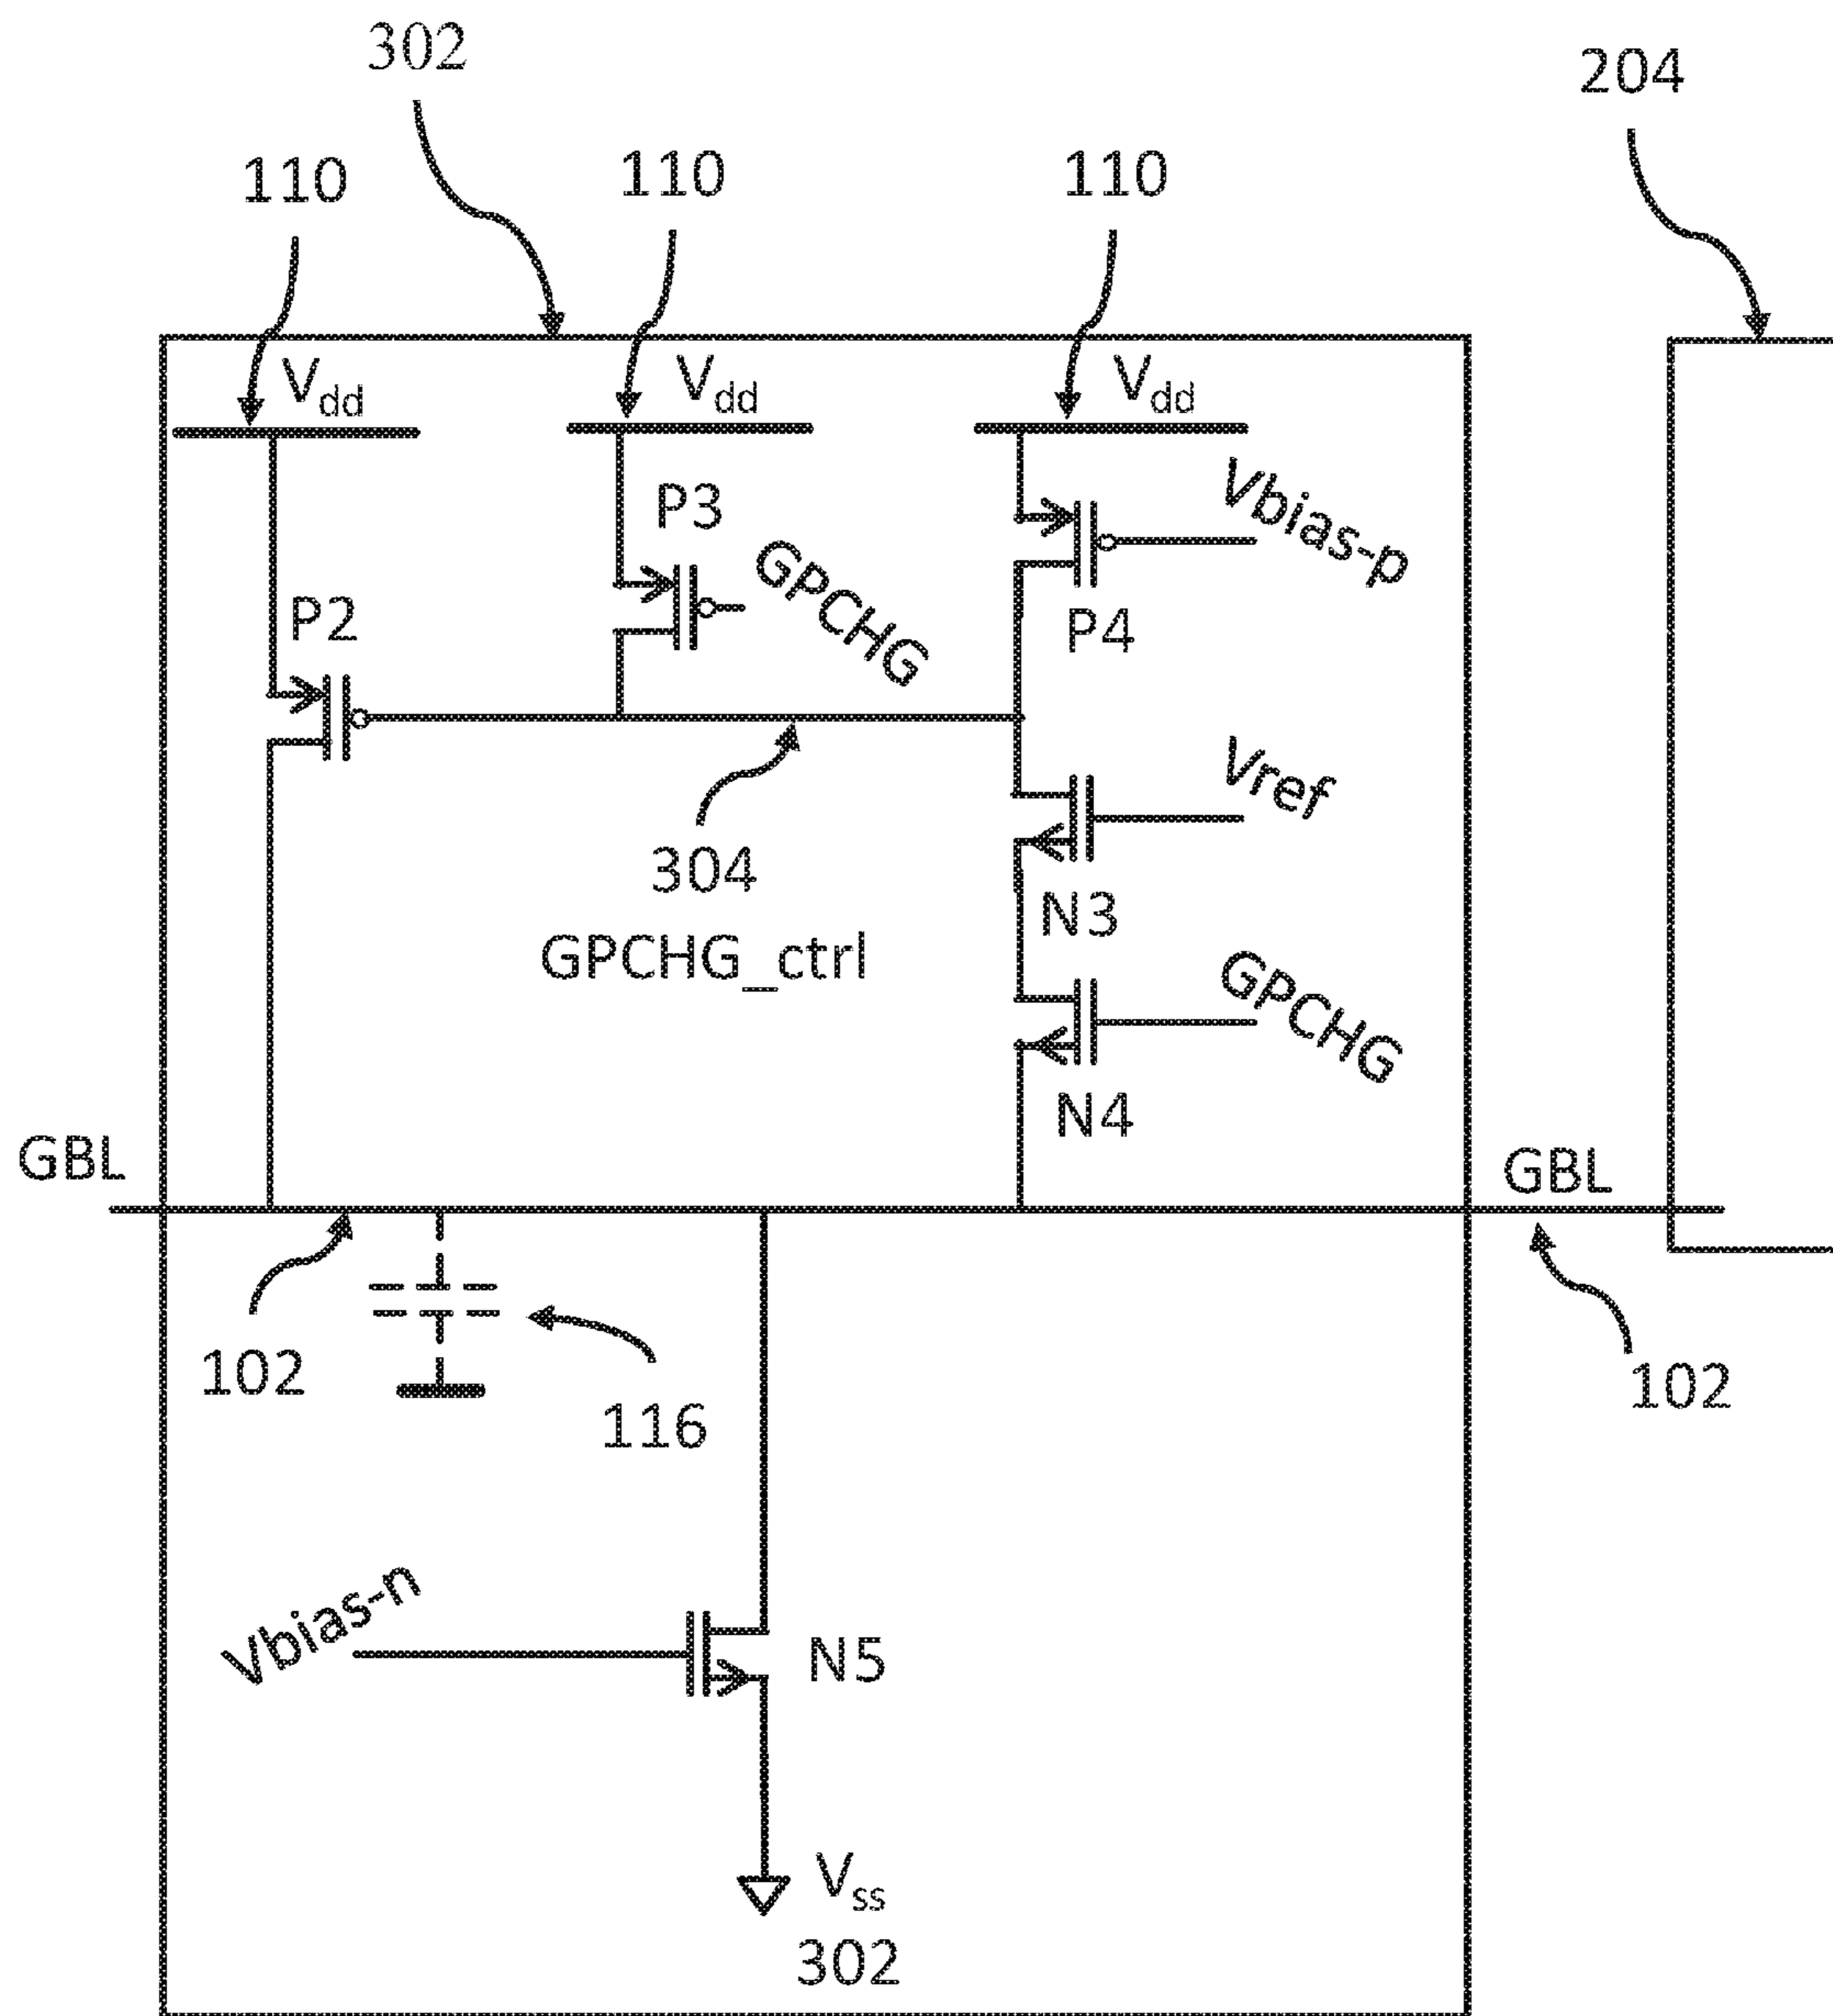 302
204
110
110
110
Vdd
Vdd
Vdd
Vbias-p
P3
GPCHG
P2
P4
Vref
304
N3
GPCHG_ctrl
GPCHG
N4
GBL
GBL
102
116
102
Vbias-n
N5
Vss
302